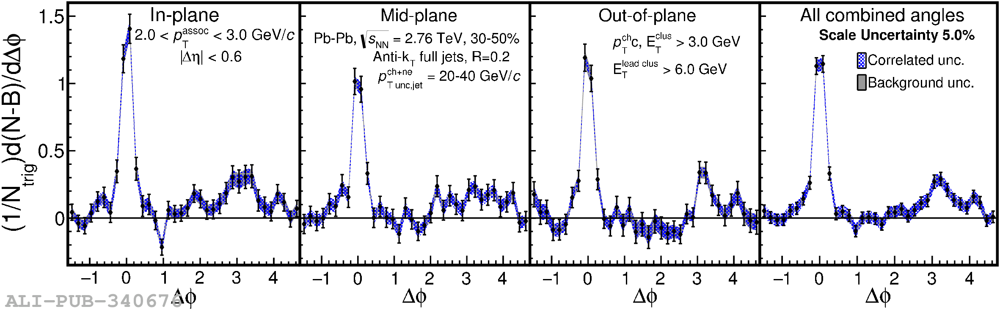 (1/N_trig)d(N-B)/dΔϕ
1.5
1
0.5
0
In-plane
2.0 < p_T^assoc < 3.0 GeV/c
|Δη| < 0.6
−1 0 1 2 3 4
Δϕ
Mid-plane
Pb-Pb, √s_NN = 2.76 TeV, 30-50%
Anti-k_T full jets, R=0.2
p_T unc,jet^ch+ne = 20-40 GeV/c
−1 0 1 2 3 4
Δϕ
Out-of-plane
p_T^ch c, E_T^clus > 3.0 GeV
E_T^lead clus > 6.0 GeV
−1 0 1 2 3 4
Δϕ
All combined angles
Scale Uncertainty 5.0%
Correlated unc.
Background unc.
−1 0 1 2 3 4
Δϕ
ALI−PUB−340676